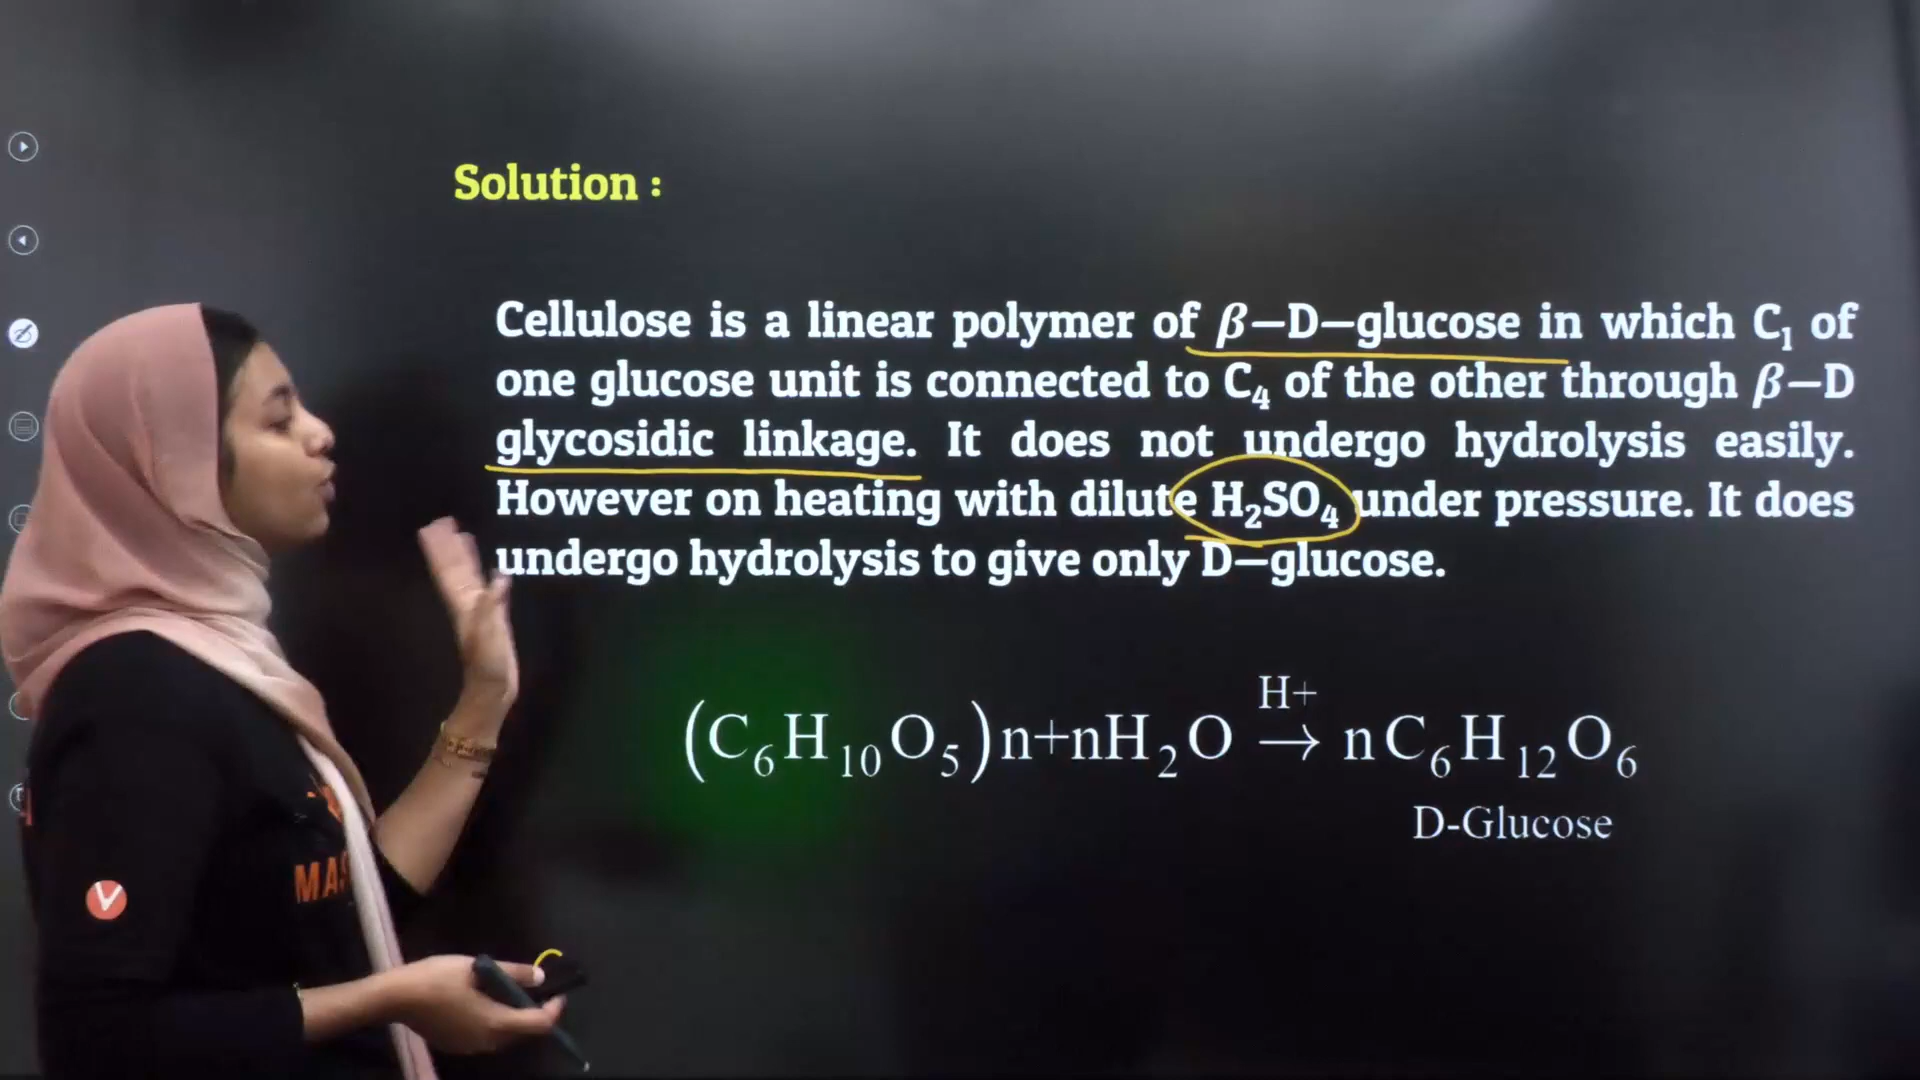 Solution :
Cellulose is a linear polymer of β–D–glucose in which C₁ of
one glucose unit is connected to C₄ of the other through β–D
glycosidic linkage. It does not undergo hydrolysis easily.
However on heating with dilute H₂SO₄ under pressure. It does
undergo hydrolysis to give only D–glucose.
H+
(C₆H₁₀O₅)n+nH₂O → nC₆H₁₂O₆
D-Glucose
V